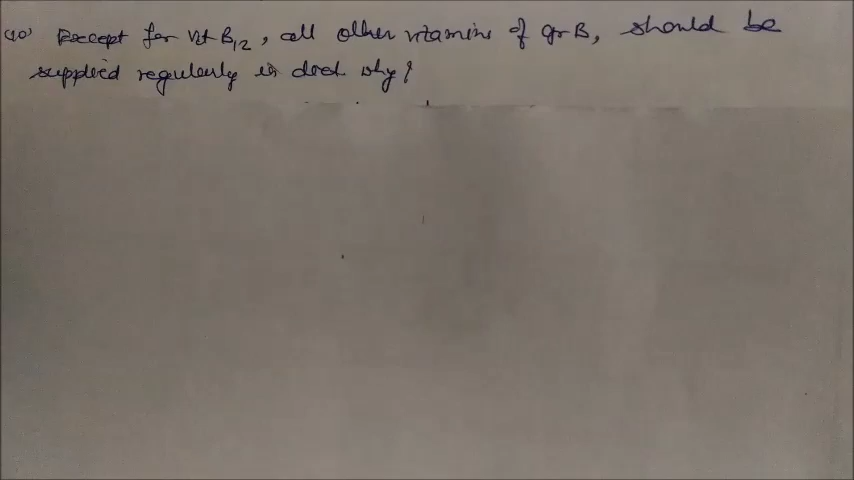 (10) Except for Vit B12, all other vitamins of gr B, should be
supplied regularly in diet. why?